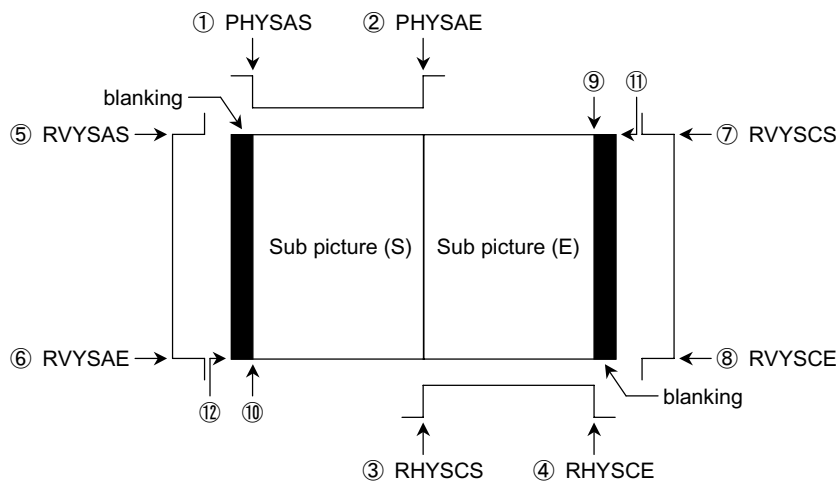 ① PHYSAS ② PHYSAE
⑨ ⑪
blanking
⑤ RVYSAS ⑦ RVYSCS
Sub picture (S) Sub picture (E)
⑥ RVYSAE ⑧ RVYSCE
⑫ ⑩ blanking
③ RHYSCS ④ RHYSCE